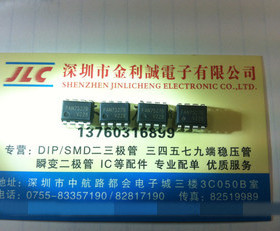 JLC
深圳市金利誠電子有限公司
SHENZHEN JINLICHENG ELECTRONIC CO.,LTD
13760316899
专营：DIP/SMD二三极管 三四五七九端稳压管
瞬变二极管 IC等配件 专业配单 优质服务
地址：深圳市中航路都会电子城三楼3C050B室
电话：0755-83357190/82817190 传真：82519989